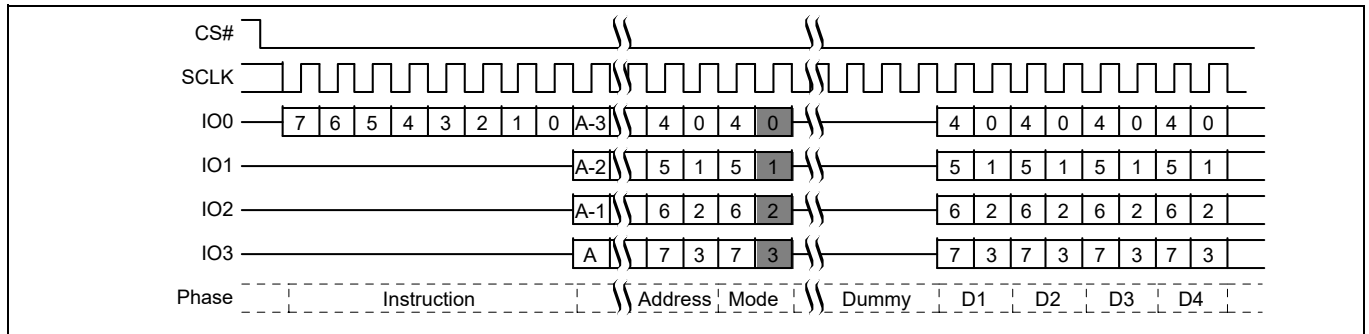 CS#
SCLK
IO0 7 6 5 4 3 2 1 0 A-3 4 0 4 0 4 0 4 0 4 0 4 0
IO1 A-2 5 1 5 1 5 1 5 1 5 1 5 1
IO2 A-1 6 2 6 2 6 2 6 2 6 2 6 2
IO3 A 7 3 7 3 7 3 7 3 7 3 7 3
Phase Instruction Address Mode Dummy D1 D2 D3 D4